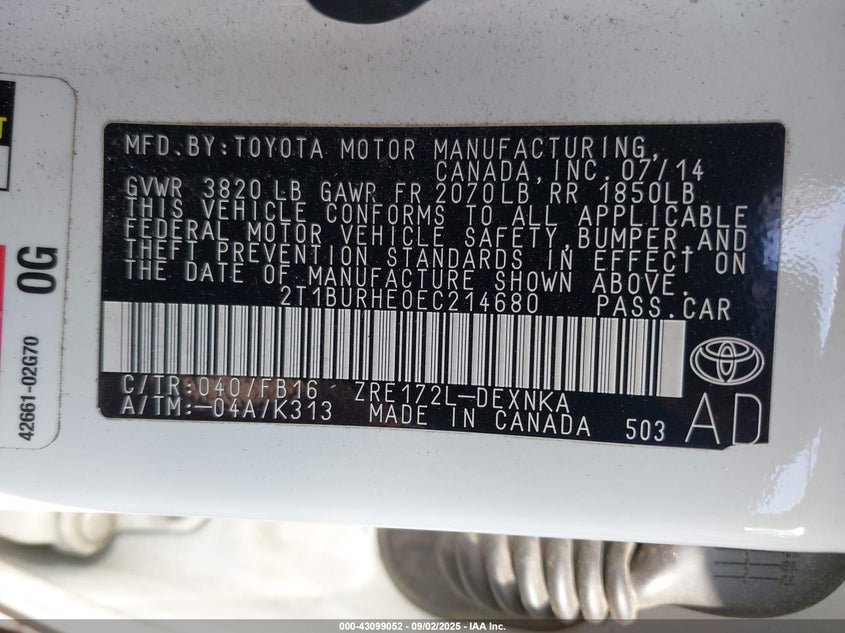 MFD.BY:TOYOTA MOTOR MANUFACTURING,
CANADA,INC.07/14
GVWR 3820 LB GAWR FR 2070LB RR 1850LB
THIS VEHICLE CONFORMS TO ALL APPLICABLE
FEDERAL MOTOR VEHICLE SAFETY,BUMPER,AND
THEFT PREVENTION STANDARDS IN EFFECT ON
THE DATE OF MANUFACTURE SHOWN ABOVE.
2T1BURHE0EC214680 PASS.CAR
C/TR:040/FB16 ZRE172L-DEXNKA
A/TM:-04A/K313 MADE IN CANADA 503
AD
0G
42661-02G70
000-43099052 - 09/02/2025 - IAA Inc.